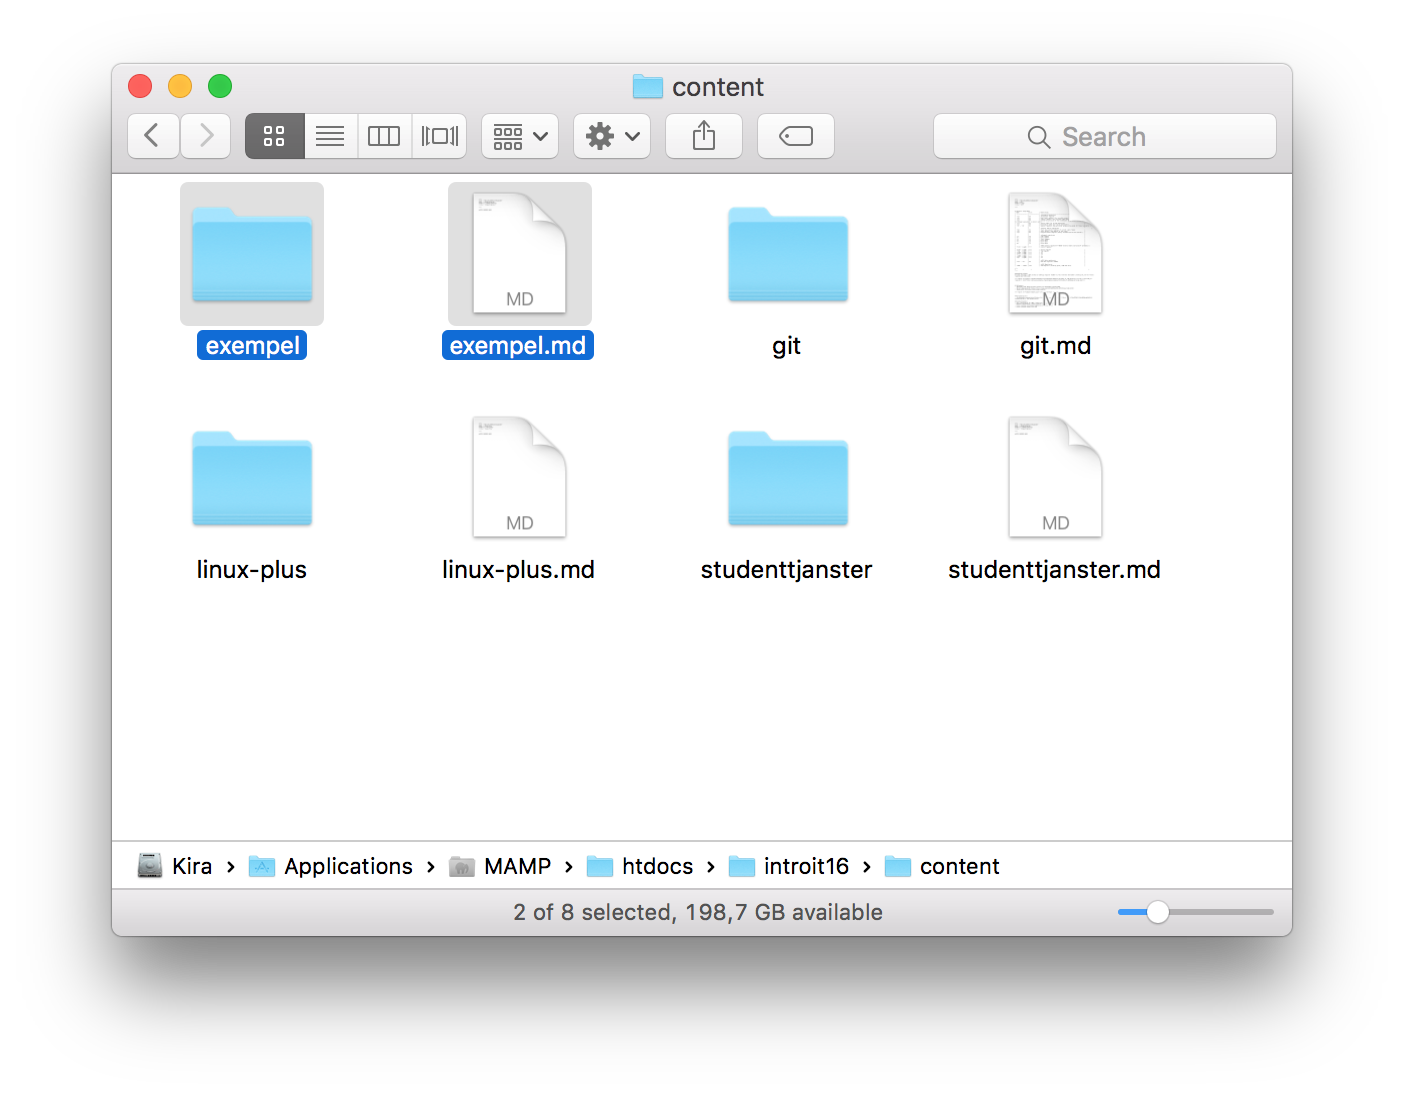 content
Search
MD
MD
exempel
exempel.md
git
git.md
MD
MD
linux-plus
linux-plus.md
studenttjanster
studenttjanster.md
Kira › Applications › MAMP › htdocs › introit16 › content
2 of 8 selected, 198,7 GB available